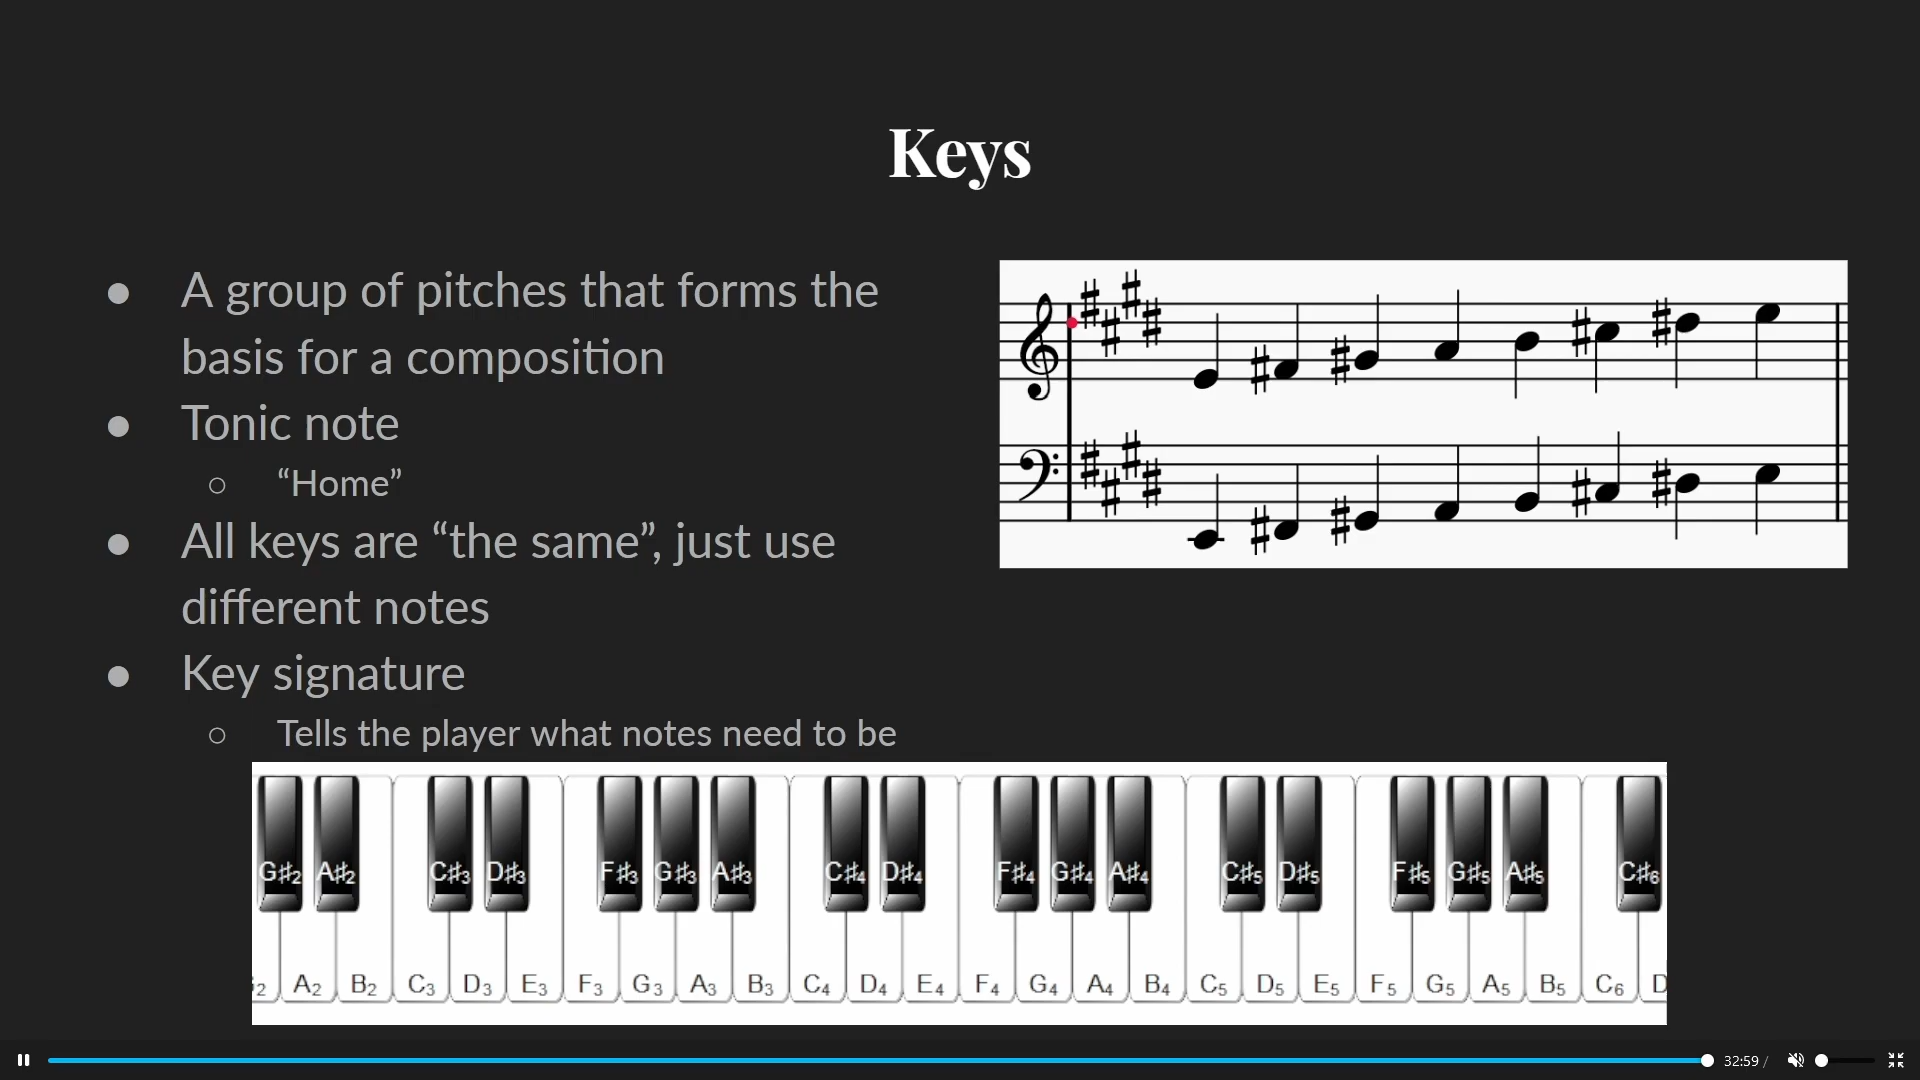 Keys
● A group of pitches that forms the
basis for a composition
● Tonic note
○ “Home”
● All keys are “the same”, just use
different notes
● Key signature
○ Tells the player what notes need to be
G♯2 A♯2 C♯3 D♯3 F♯3 G♯3 A♯3 C♯4 D♯4 F♯4 G♯4 A♯4 C♯5 D♯5 F♯5 G♯5 A♯5 C♯6
A2 B2 C3 D3 E3 F3 G3 A3 B3 C4 D4 E4 F4 G4 A4 B4 C5 D5 E5 F5 G5 A5 B5 C6 D
32:59 /